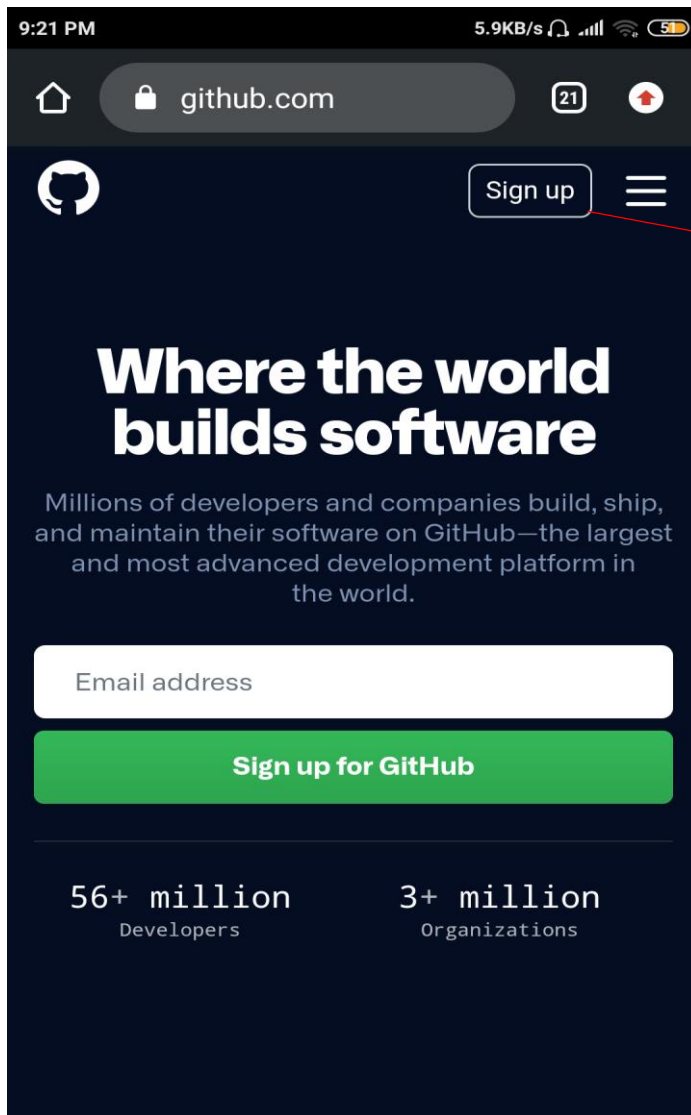 9:21 PM 5.9KB/s 51
github.com 21
Sign up
Where the world
builds software
Millions of developers and companies build, ship,
and maintain their software on GitHub—the largest
and most advanced development platform in
the world.
Email address
Sign up for GitHub
56+ million 3+ million
Developers Organizations